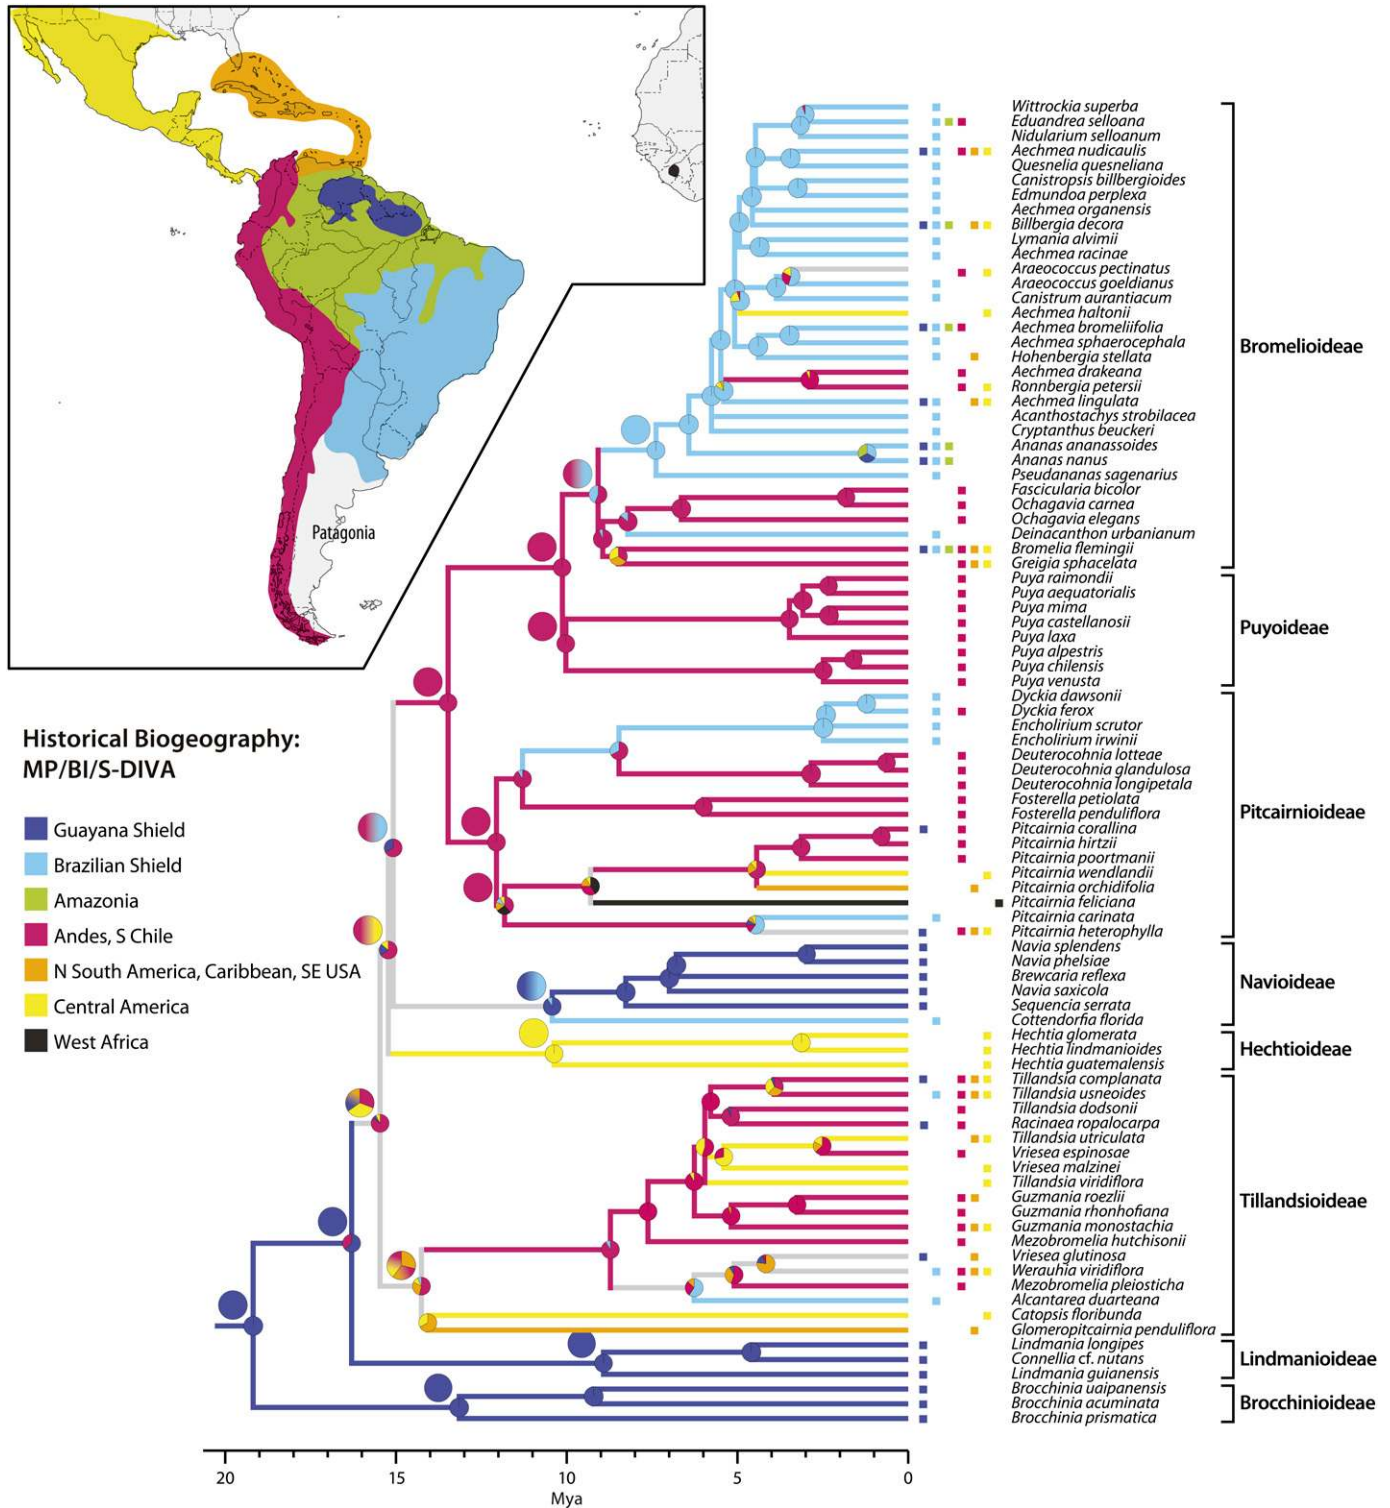 Patagonia
Historical Biogeography:
MP/BI/S-DIVA
Guayana Shield
Brazilian Shield
Amazonia
Andes, S Chile
N South America, Caribbean, SE USA
Central America
West Africa
Wittrockia superba
Eduandrea selloana
Nidularium selloanum
Aechmea nudicaulis
Quesnelia quesneliana
Canistropsis billbergioides
Edmundoa perplexa
Aechmea organensis
Billbergia decora
Lymania alvimii
Aechmea racinae
Araeococcus pectinatus
Araeococcus goeldianus
Canistrum aurantiacum
Aechmea haltonii
Aechmea bromeliifolia
Aechmea sphaerocephala
Hohenbergia stellata
Aechmea drakeana
Ronnbergia petersii
Aechmea lingulata
Acanthostachys strobilacea
Cryptanthus beuckeri
Ananas ananassoides
Ananas nanus
Pseudananas sagenarius
Fascicularia bicolor
Ochagavia carnea
Ochagavia elegans
Deinacanthon urbanianum
Bromelia flemingii
Greigia sphacelata
Puya raimondii
Puya aequatorialis
Puya mima
Puya castellanosii
Puya laxa
Puya alpestris
Puya chilensis
Puya venusta
Dyckia dawsonii
Dyckia ferox
Encholirium scrutor
Encholirium irwinii
Deuterocohnia lotteae
Deuterocohnia glandulosa
Deuterocohnia longipetala
Fosterella petiolata
Fosterella penduliflora
Pitcairnia corallina
Pitcairnia hirtzii
Pitcairnia poortmanii
Pitcairnia wendlandii
Pitcairnia orchidifolia
Pitcairnia feliciana
Pitcairnia carinata
Pitcairnia heterophylla
Navia splendens
Navia phelsiae
Brewcaria reflexa
Navia saxicola
Sequencia serrata
Cottendorfia florida
Hechtia glomerata
Hechtia lindmanioides
Hechtia guatemalensis
Tillandsia complanata
Tillandsia usneoides
Tillandsia dodsonii
Racinaea ropalocarpa
Tillandsia utriculata
Vriesea espinosae
Vriesea malzinei
Tillandsia viridiflora
Guzmania roezlii
Guzmania rhonhofiana
Guzmania monostachia
Mezobromelia hutchisonii
Vriesea glutinosa
Werauhia viridiflora
Mezobromelia pleiosticha
Alcantarea duarteana
Catopsis floribunda
Glomeropitcairnia penduliflora
Lindmania longipes
Connellia cf. nutans
Lindmania guianensis
Brocchinia uaipanensis
Brocchinia acuminata
Brocchinia prismatica
Bromelioideae
Puyoideae
Pitcairnioideae
Navioideae
Hechtioideae
Tillandsioideae
Lindmanioideae
Brocchinioideae
20 15 10 5 0
Mya